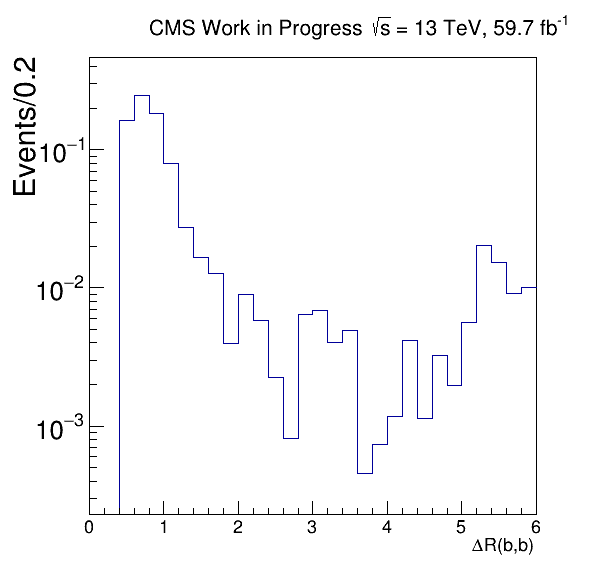 CMS Work in Progress √s = 13 TeV, 59.7 fb⁻¹
Events/0.2
10⁻¹
10⁻²
10⁻³
0 1 2 3 4 5 6
ΔR(b,b)